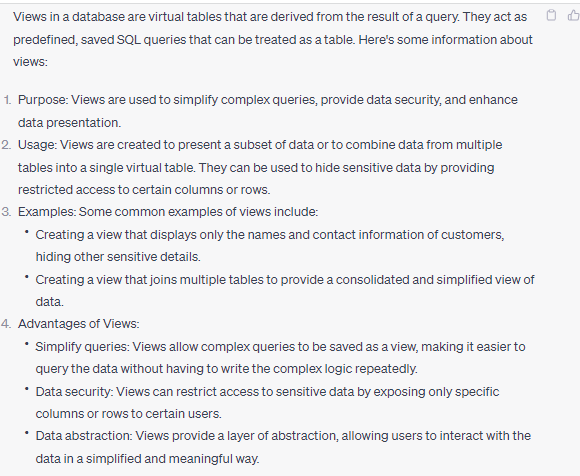 Views in a database are virtual tables that are derived from the result of a query. They act as
predefined, saved SQL queries that can be treated as a table. Here's some information about
views:
1. Purpose: Views are used to simplify complex queries, provide data security, and enhance
data presentation.
2. Usage: Views are created to present a subset of data or to combine data from multiple
tables into a single virtual table. They can be used to hide sensitive data by providing
restricted access to certain columns or rows.
3. Examples: Some common examples of views include:
• Creating a view that displays only the names and contact information of customers,
hiding other sensitive details.
• Creating a view that joins multiple tables to provide a consolidated and simplified view of
data.
4. Advantages of Views:
• Simplify queries: Views allow complex queries to be saved as a view, making it easier to
query the data without having to write the complex logic repeatedly.
• Data security: Views can restrict access to sensitive data by exposing only specific
columns or rows to certain users.
• Data abstraction: Views provide a layer of abstraction, allowing users to interact with the
data in a simplified and meaningful way.